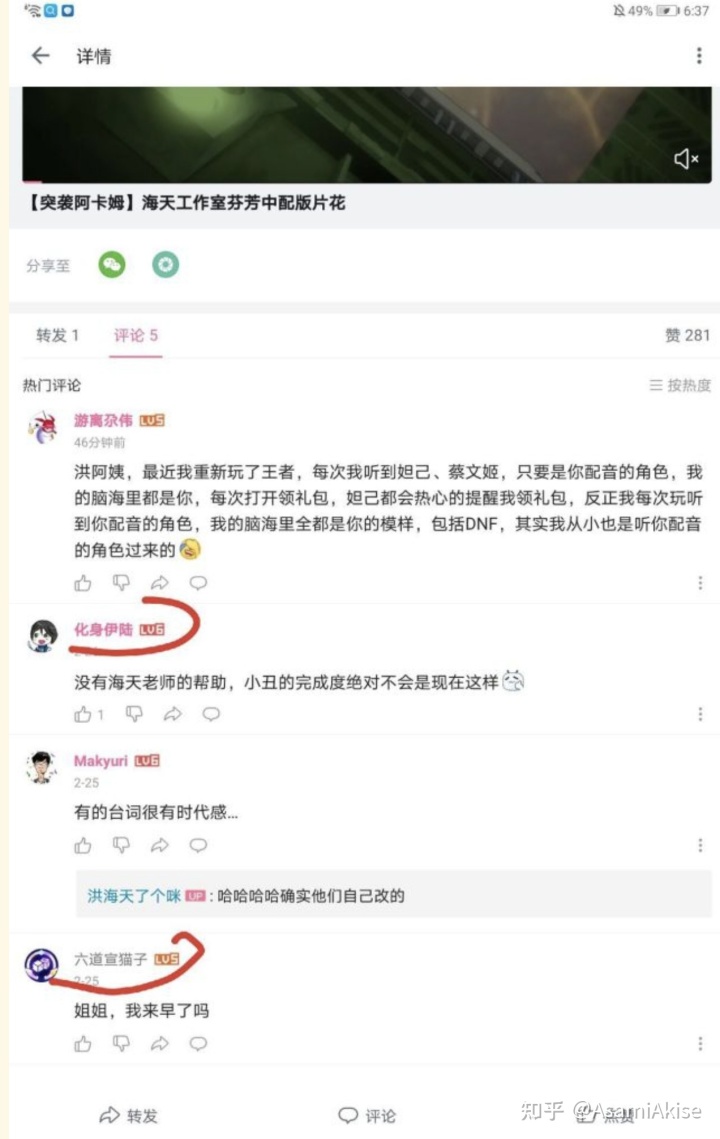 49% 6:37
详情
【突袭阿卡姆】海天工作室芬芳中配版片花
分享至
转发 1 评论 5 赞 281
热门评论 按热度
游离尕伟 LV5
46分钟前
洪阿姨，最近我重新玩了王者，每次我听到妲己、蔡文姬，只要是你配音的角色，我
的脑海里都是你，每次打开领礼包，妲己都会热心的提醒我领礼包，反正我每次玩听
到你配音的角色，我的脑海里全都是你的模样，包括DNF，其实我从小也是听你配音
的角色过来的
化身伊陆 LV6
没有海天老师的帮助，小丑的完成度绝对不会是现在这样
1
Makyuri LV6
2-25
有的台词很有时代感...
洪海天了个咪 UP : 哈哈哈哈确实他们自己改的
六道宣猫子 LV5
2-25
姐姐，我来早了吗
转发 评论 点赞
知乎 @AsamiAkise